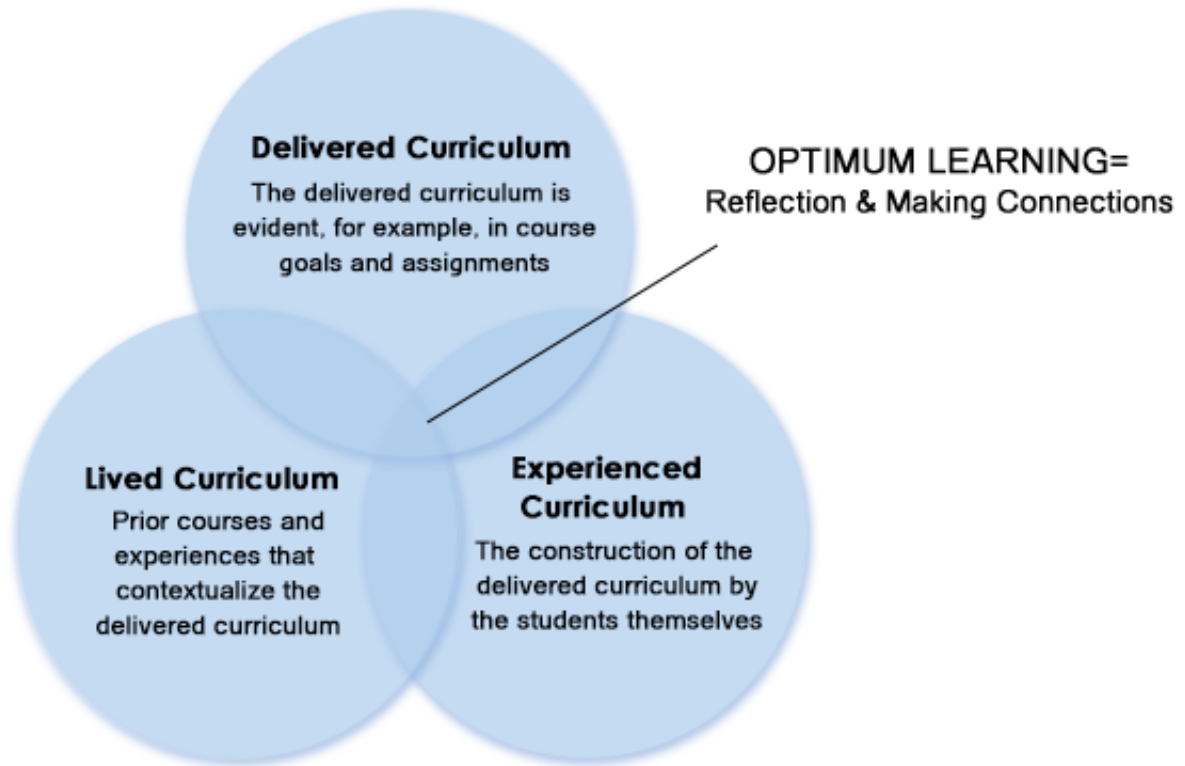 Delivered Curriculum
The delivered curriculum is
evident, for example, in course
goals and assignments
OPTIMUM LEARNING=
Reflection & Making Connections
Lived Curriculum
Prior courses and
experiences that
contextualize the
delivered curriculum
Experienced
Curriculum
The construction of the
delivered curriculum by
the students themselves